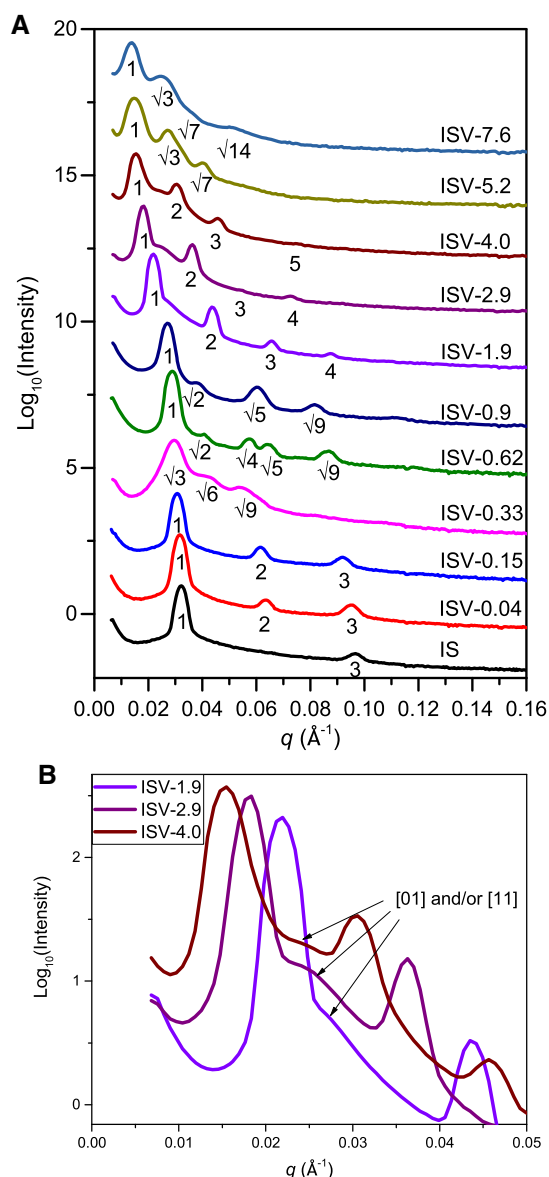 A
20
15
10
5
0
Log10(Intensity)
1
√3
√7
√14
ISV-7.6
1
√3
√7
ISV-5.2
1
2
3
5
ISV-4.0
1
2
3
4
ISV-2.9
1
2
3
4
ISV-1.9
1
√2
√5
√9
ISV-0.9
1
√2
√4
√5
√9
ISV-0.62
√3
√6
√9
ISV-0.33
1
2
3
ISV-0.15
1
2
3
ISV-0.04
1
3
IS
0.00 0.02 0.04 0.06 0.08 0.10 0.12 0.14 0.16
q (Å⁻¹)
B
ISV-1.9
ISV-2.9
ISV-4.0
[01] and/or [11]
2
1
0
Log10(Intensity)
0.00 0.01 0.02 0.03 0.04 0.05
q (Å⁻¹)